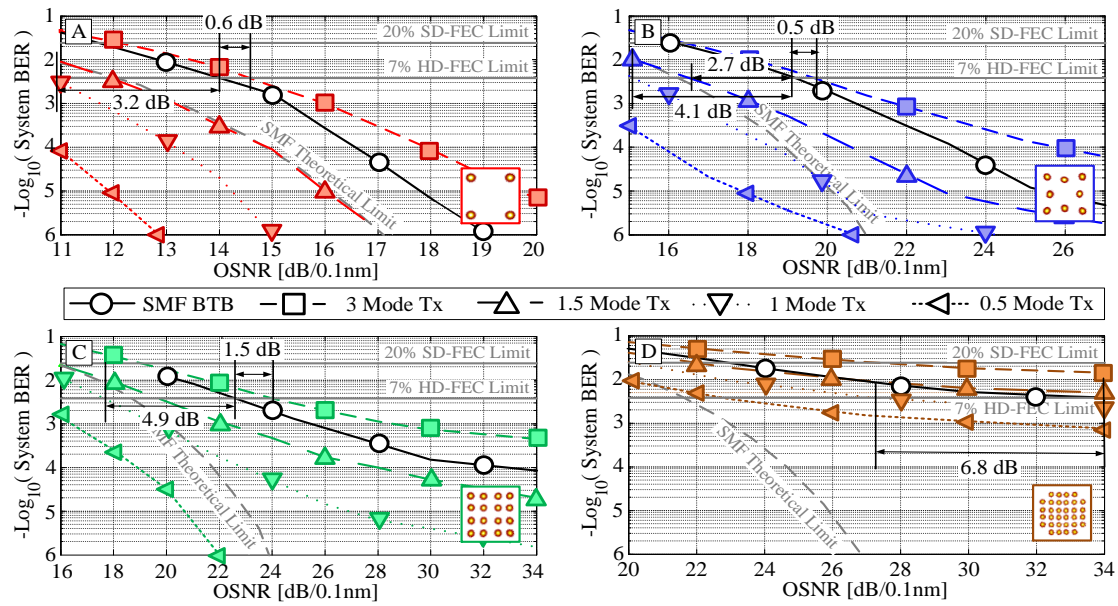 A
0.6 dB
20% SD-FEC Limit
7% HD-FEC Limit
3.2 dB
SMF Theoretical Limit
-Log10( System BER)
1
2
3
4
5
6
11 12 13 14 15 16 17 18 19 20
OSNR [dB/0.1nm]
B
0.5 dB
20% SD-FEC Limit
2.7 dB
7% HD-FEC Limit
4.1 dB
SMF Theoretical Limit
-Log10( System BER)
1
2
3
4
5
6
16 18 20 22 24 26
OSNR [dB/0.1nm]
SMF BTB 3 Mode Tx 1.5 Mode Tx 1 Mode Tx 0.5 Mode Tx
C
1.5 dB
20% SD-FEC Limit
7% HD-FEC Limit
4.9 dB
SMF Theoretical Limit
-Log10( System BER)
1
2
3
4
5
6
16 18 20 22 24 26 28 30 32 34
OSNR [dB/0.1nm]
D
20% SD-FEC Limit
7% HD-FEC Limit
6.8 dB
SMF Theoretical Limit
-Log10( System BER)
1
2
3
4
5
6
20 22 24 26 28 30 32 34
OSNR [dB/0.1nm]